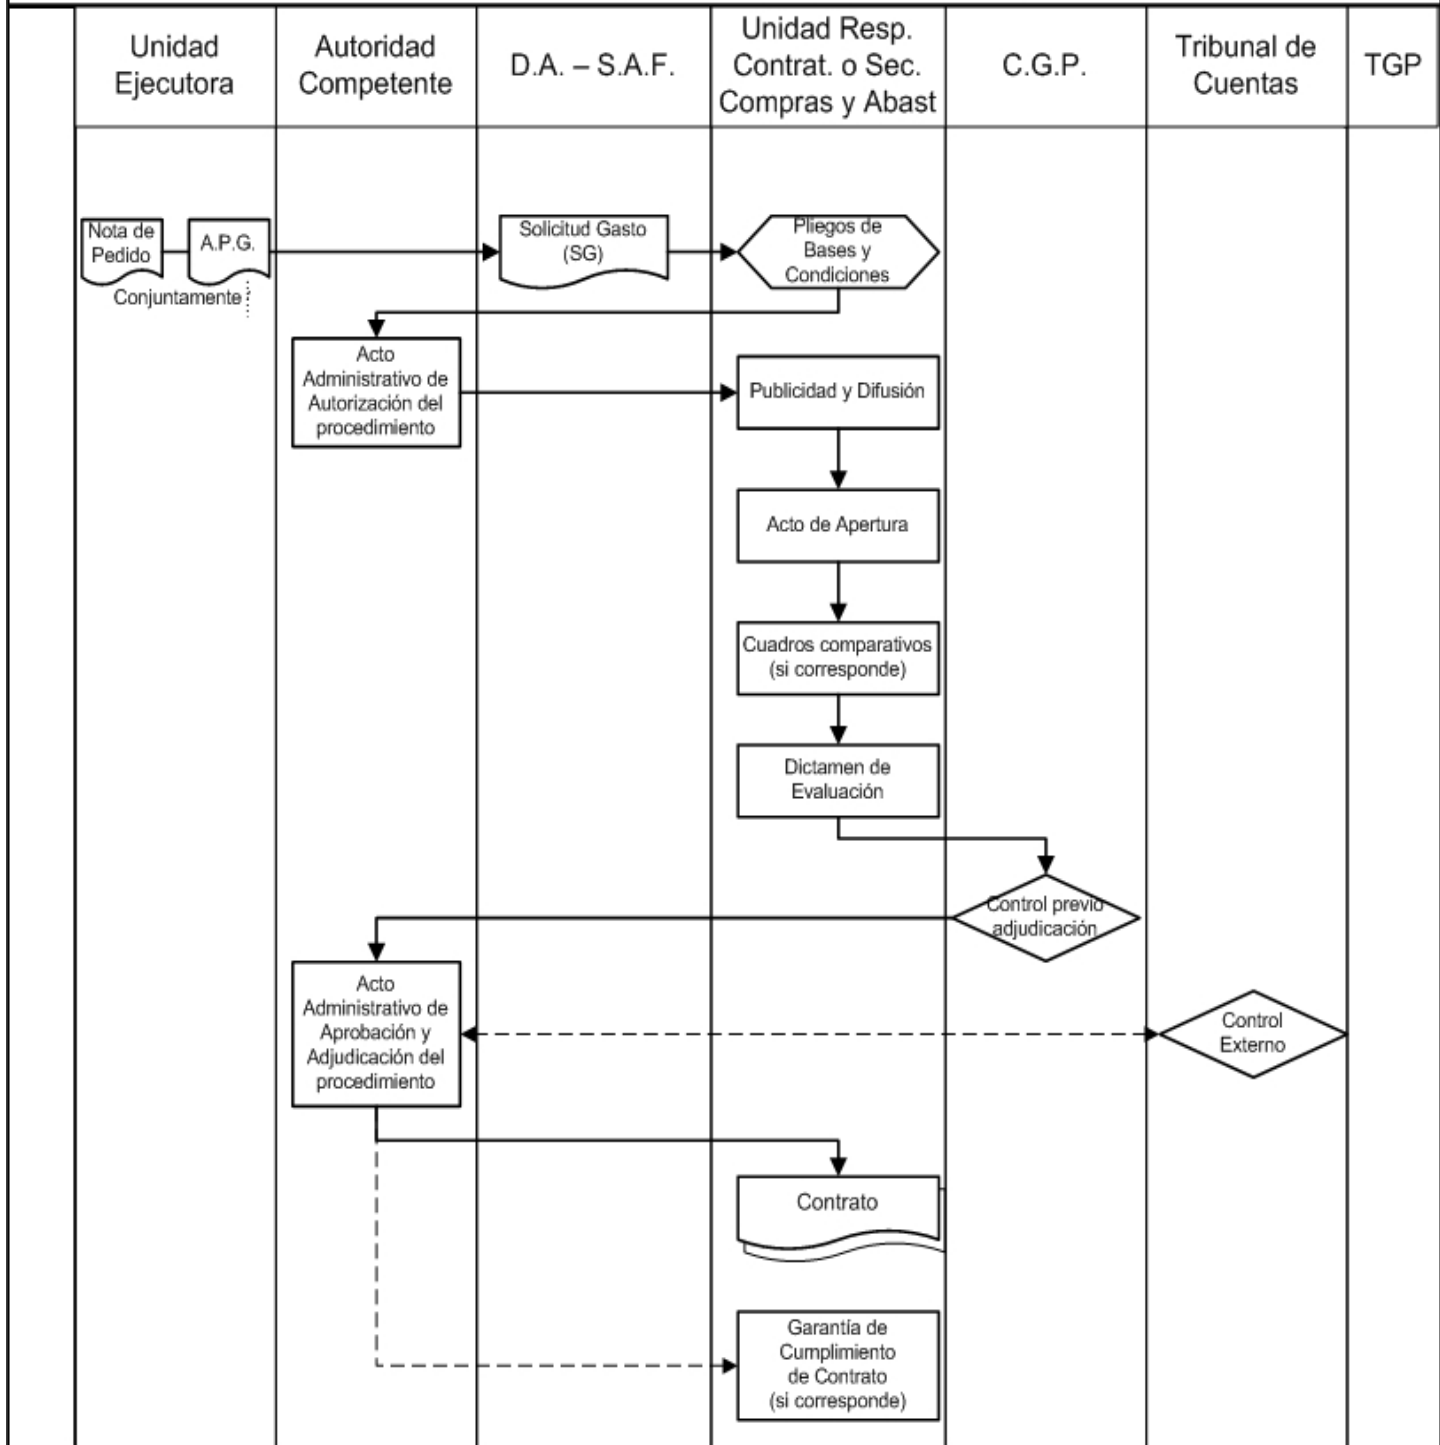 Unidad
Ejecutora
Autoridad
Competente
D.A. – S.A.F.
Unidad Resp.
Contrat. o Sec.
Compras y Abast
C.G.P.
Tribunal de
Cuentas
TGP
Nota de
Pedido
A.P.G.
Conjuntamente
Solicitud Gasto
(SG)
Pliegos de
Bases y
Condiciones
Acto
Administrativo de
Autorización del
procedimiento
Publicidad y Difusión
Acto de Apertura
Cuadros comparativos
(si corresponde)
Dictamen de
Evaluación
Control previo
adjudicación
Acto
Administrativo de
Aprobación y
Adjudicación del
procedimiento
Control
Externo
Contrato
Garantía de
Cumplimiento
de Contrato
(si corresponde)